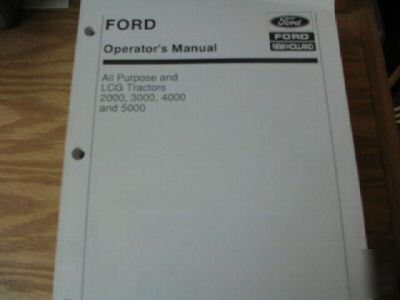 FORD
Operator's Manual
All Purpose and
LCG Tractors
2000, 3000, 4000
and 5000
Ford
FORD
NEW HOLLAND